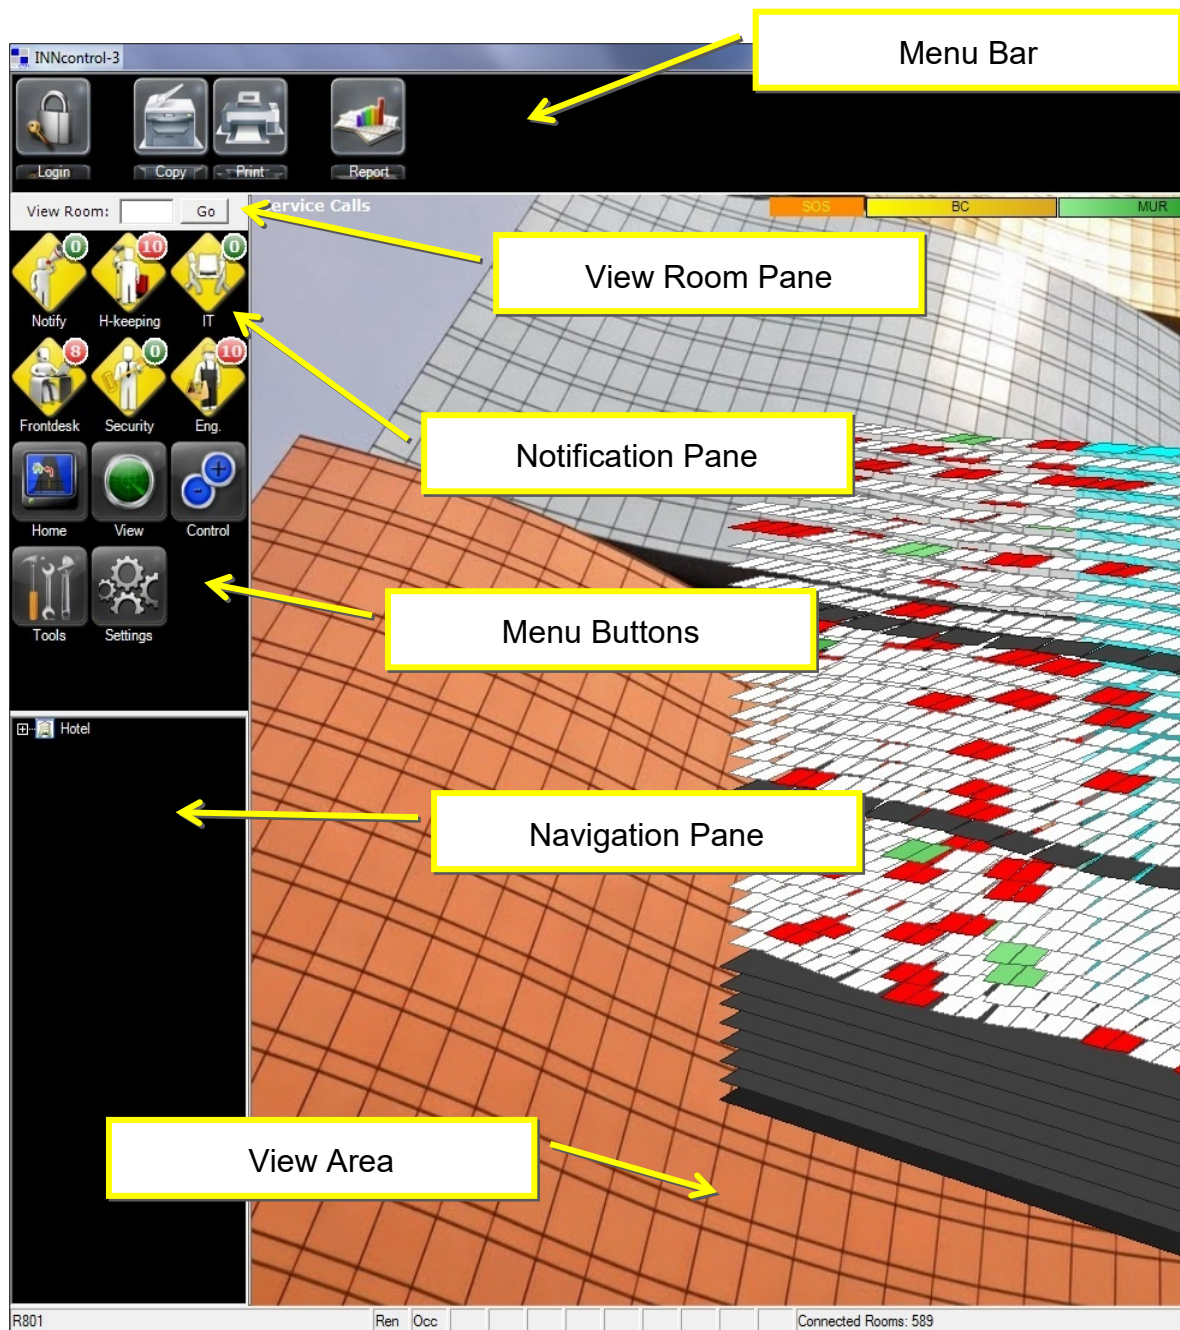 Menu Bar
INNcontrol-3
Login
Copy
Print
Report
View Room:
Go
ervice Calls
SOS
BC
MUR
View Room Pane
0
10
0
Notify
H-keeping
IT
8
0
10
Frontdesk
Security
Eng.
Notification Pane
Home
View
Control
Menu Buttons
Tools
Settings
Hotel
Navigation Pane
View Area
R801
Ren
Occ
Connected Rooms: 589